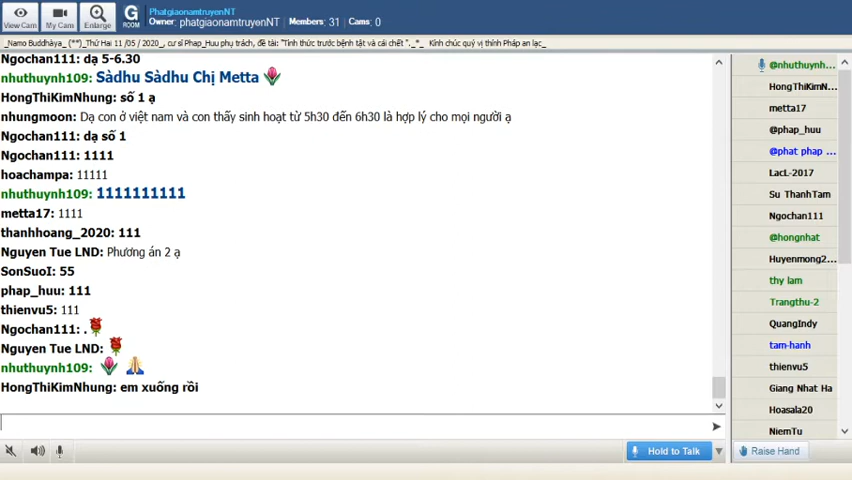 PhatgiaonamtruyenNT
Owner: phatgiaonamtruyenNT   Members: 31   Cams: 0
View Cam
My Cam
Enlarge
G
ROOM
_Namo Buddhàya_ (**)_Thứ Hai 11 /05 / 2020_, cư sĩ Phap_Huu phụ trách, đề tài: "Tỉnh thức trước bệnh tật và cái chết "._*_ Kính chúc quý vị thính Pháp an lạc_
Ngochan111: dạ 5-6.30
nhuthuynh109: Sàdhu Sàdhu Chị Metta
HongThiKimNhung: số 1 ạ
nhungmoon: Dạ con ở việt nam và con thấy sinh hoạt từ 5h30 đến 6h30 là hợp lý cho mọi người ạ
Ngochan111: dạ số 1
Ngochan111: 1111
hoachampa: 11111
nhuthuynh109: 1111111111
metta17: 1111
thanhhoang_2020: 111
Nguyen Tue LND: Phương án 2 ạ
SonSuoI: 55
phap_huu: 111
thienvu5: 111
Ngochan111: .
Nguyen Tue LND:
nhuthuynh109:
HongThiKimNhung: em xuống rồi
Hold to Talk
@nhuthuynh...
HongThiKimN...
metta17
@phap_huu
@phat phap ...
LacL-2017
Su ThanhTam
Ngochan111
@hongnhat
Huyenmong2...
thy lam
Trangthu-2
QuangIndy
tam-hanh
thienvu5
Giang Nhat Ha
Hoasala20
NiemTu
Raise Hand